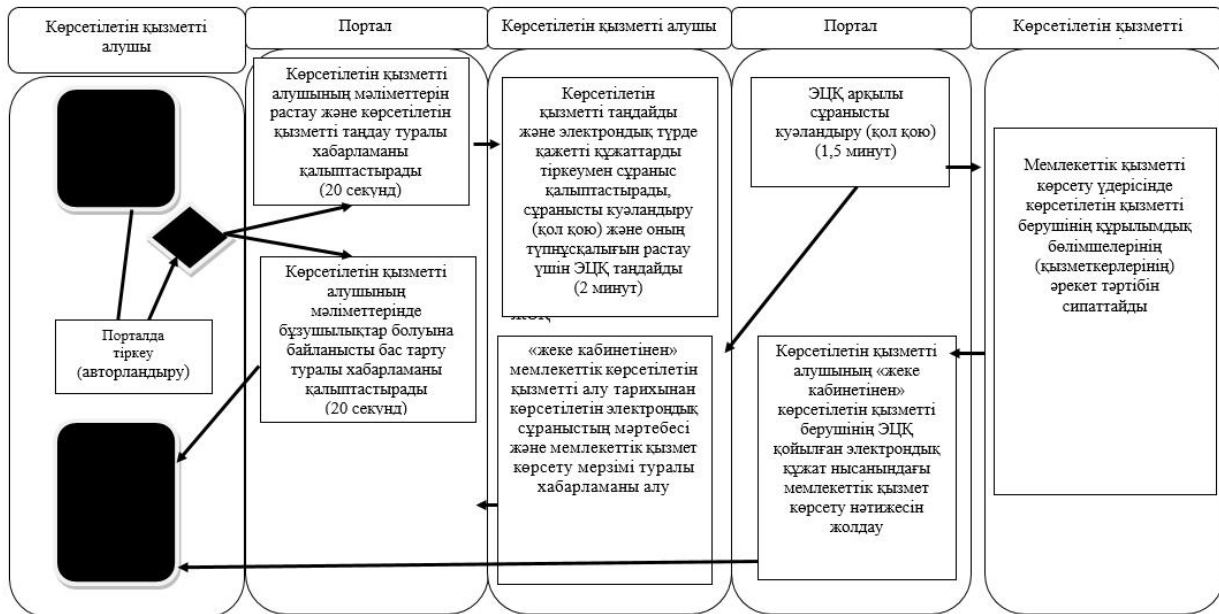 Көрсетілетін қызметті
алушы
Портал
Көрсетілетін қызметті алушы
Портал
Көрсетілетін қызметті
Көрсетілетін қызметті
алушының мәліметтерін
растау және көрсетілетін
қызметті таңдау туралы
хабарламаны
қалыптастырады
(20 секунд)
Көрсетілетін
қызметті таңдайды
және электрондық түрде
қажетті құжаттарды
тіркеумен сұраныс
қалыптастырады,
сұранысты куәландыру
(қол қою) және оның
түпнұсқалығын растау
үшін ЭЦҚ таңдайды
(2 минут)
ЭЦҚ арқылы
сұранысты
куәландыру (қол қою)
(1,5 минут)
Мемлекеттік қызметті
көрсету үдерісінде
көрсетілетін қызметті
берушінің құрылымдық
бөлімшелерінің
(қызметкерлерінің)
әрекет тәртібін
сипаттайды
Порталда
тіркеу
(авторландыру)
Көрсетілетін қызметті
алушының
мәліметтерінде
бұзушылықтар болуына
байланысты бас тарту
туралы хабарламаны
қалыптастырады
(20 секунд)
«жеке кабинетінен»
мемлекеттік көрсетілетін
қызметті алу тарихынан
көрсетілетін электрондық
сұраныстың мәртебесі
және мемлекеттік қызмет
көрсету мерзімі туралы
хабарламаны алу
Көрсетілетін қызметті
алушының «жеке
кабинетінен»
көрсетілетін қызметті
берушінің ЭЦҚ
қойылған электрондық
құжат нысанындағы
мемлекеттік қызмет
көрсету нәтижесін
жолдау